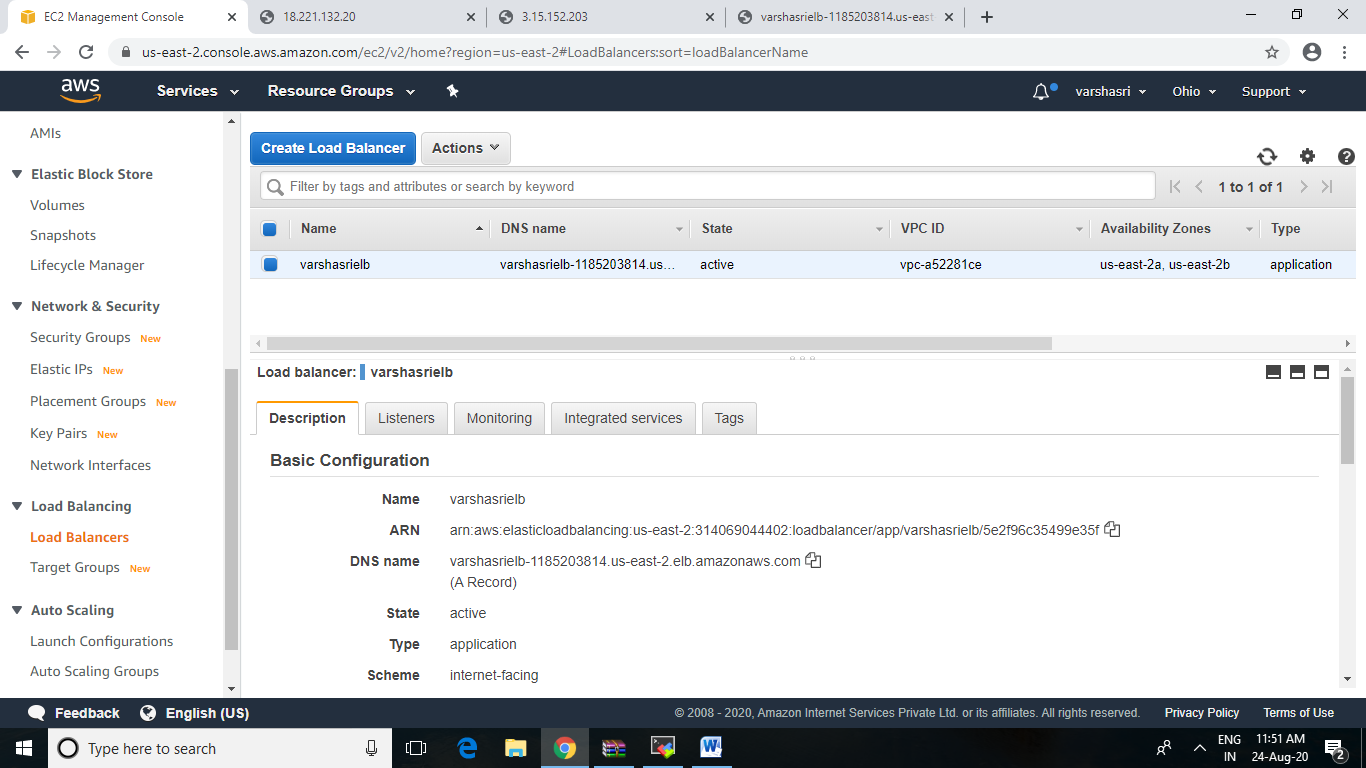 EC2 Management Console
18.221.132.20
3.15.152.203
varshasrielb-1185203814.us-east
us-east-2.console.aws.amazon.com/ec2/v2/home?region=us-east-2#LoadBalancers:sort=loadBalancerName
aws
Services
Resource Groups
varshasri
Ohio
Support
AMIs
Elastic Block Store
Volumes
Snapshots
Lifecycle Manager
Network & Security
Security Groups New
Elastic IPs New
Placement Groups New
Key Pairs New
Network Interfaces
Load Balancing
Load Balancers
Target Groups New
Auto Scaling
Launch Configurations
Auto Scaling Groups
Create Load Balancer
Actions
Filter by tags and attributes or search by keyword
1 to 1 of 1
Name DNS name State VPC ID Availability Zones Type
varshasrielb varshasrielb-1185203814.us... active vpc-a52281ce us-east-2a, us-east-2b application
Load balancer: varshasrielb
Description Listeners Monitoring Integrated services Tags
Basic Configuration
Name varshasrielb
ARN arn:aws:elasticloadbalancing:us-east-2:314069044402:loadbalancer/app/varshasrielb/5e2f96c35499e35f
DNS name varshasrielb-1185203814.us-east-2.elb.amazonaws.com
(A Record)
State active
Type application
Scheme internet-facing
Feedback
English (US)
© 2008 - 2020, Amazon Internet Services Private Ltd. or its affiliates. All rights reserved.
Privacy Policy
Terms of Use
Type here to search
ENG
IN
11:51 AM
24-Aug-20
2